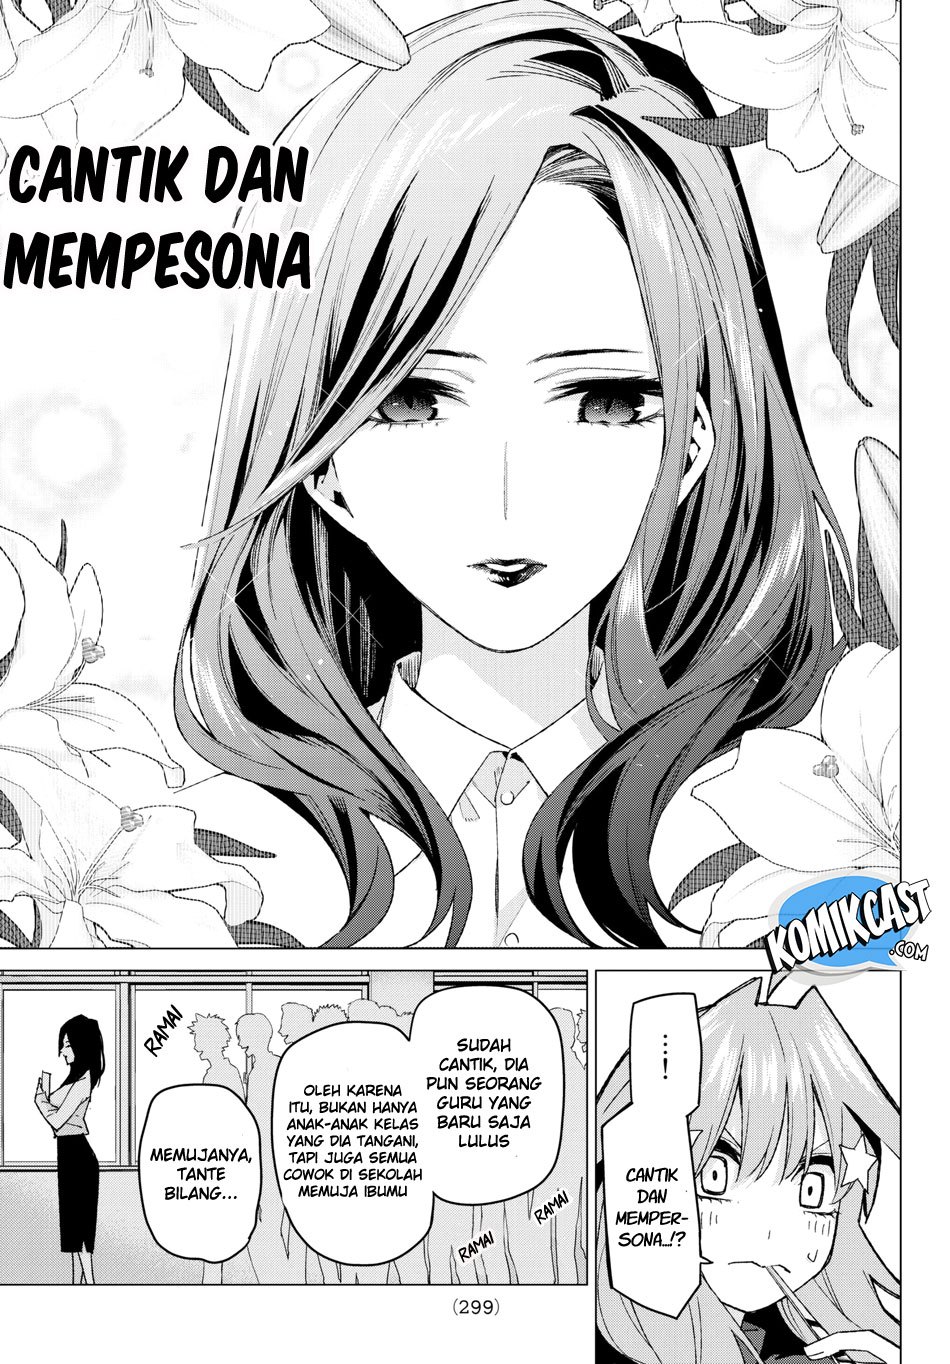 CANTIK DAN
MEMPESONA
KOMIKCAST
.COM
....!
CANTIK
DAN
MEMPER-
SONA...!?
SUDAH
CANTIK, DIA
PUN SEORANG
GURU YANG
BARU SAJA
LULUS
OLEH KARENA
ITU, BUKAN HANYA
ANAK-ANAK KELAS
YANG DIA TANGANI,
TAPI JUGA SEMUA
COWOK DI SEKOLAH
MEMUJA IBUMU
MEMUJANYA,
TANTE
BILANG...
RAMAI
RAMAI
RAMAI
(299)